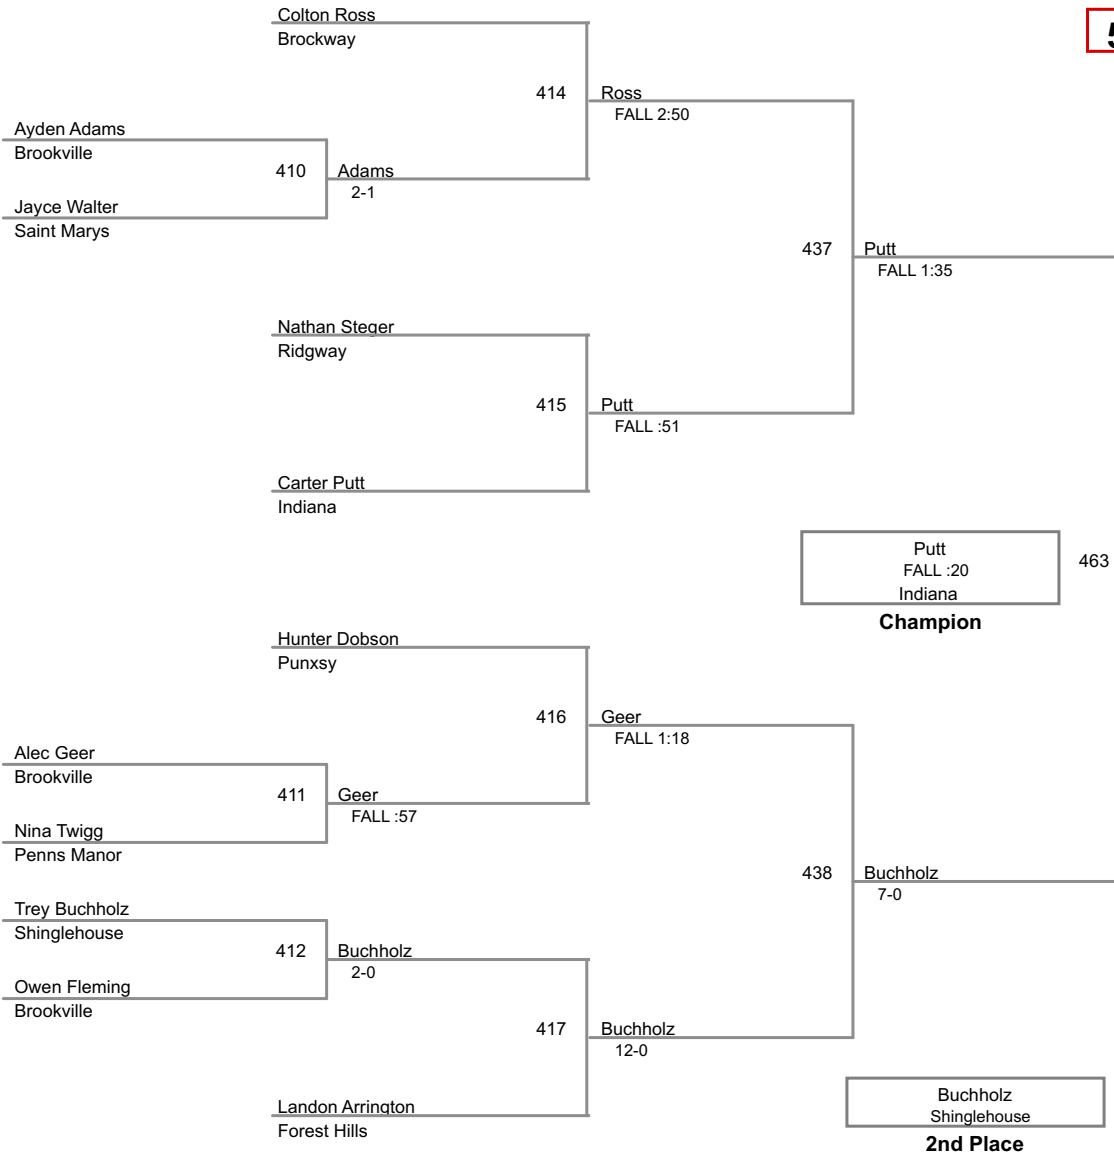 Colton Ross
Brockway
5
414
Ross
FALL 2:50
Ayden Adams
Brookville
410
Adams
2-1
Jayce Walter
Saint Marys
437
Putt
FALL 1:35
Nathan Steger
Ridgway
415
Putt
FALL :51
Carter Putt
Indiana
Putt
FALL :20
Indiana
463
Champion
Hunter Dobson
Punxsy
416
Geer
FALL 1:18
Alec Geer
Brookville
411
Geer
FALL :57
Nina Twigg
Penns Manor
438
Buchholz
7-0
Trey Buchholz
Shinglehouse
412
Buchholz
2-0
Owen Fleming
Brookville
417
Buchholz
12-0
Landon Arrington
Forest Hills
Buchholz
Shinglehouse
2nd Place